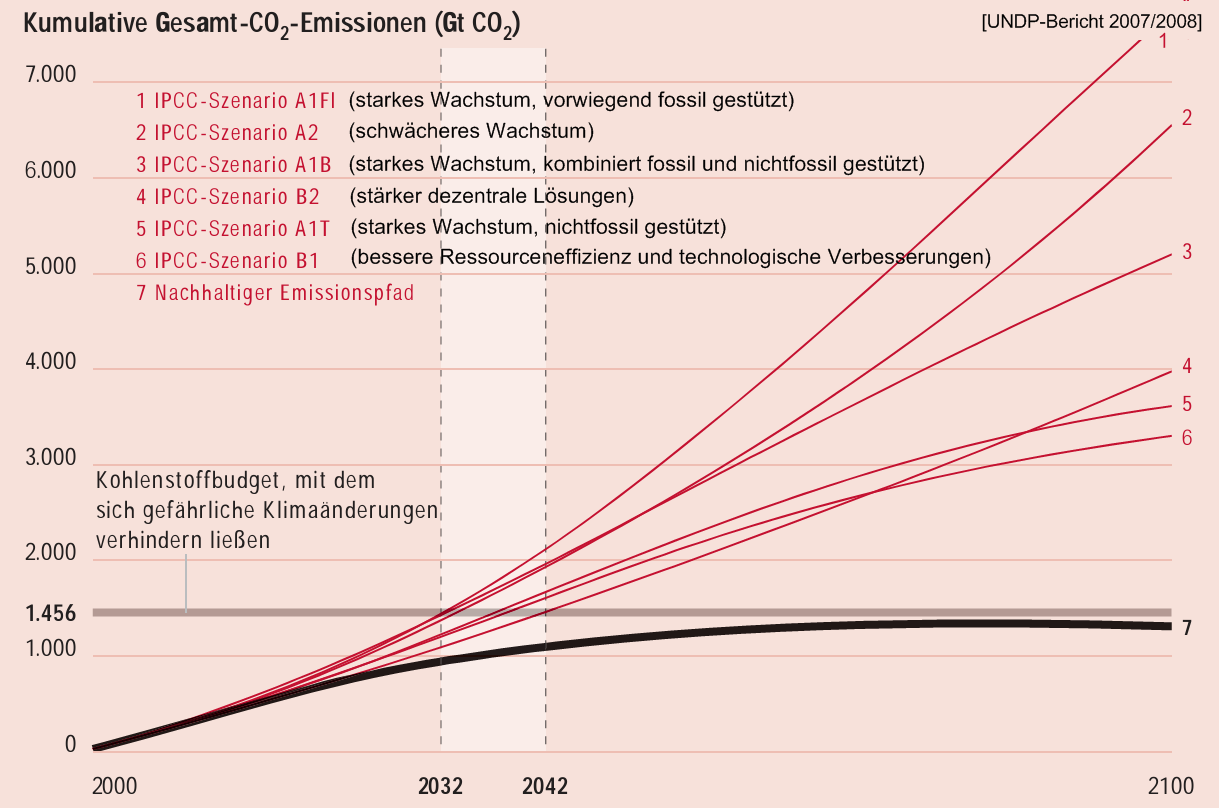 Kumulative Gesamt-CO₂-Emissionen (Gt CO₂)
[UNDP-Bericht 2007/2008]
1
7.000
1 IPCC-Szenario A1FI (starkes Wachstum, vorwiegend fossil gestützt)
2
2 IPCC-Szenario A2 (schwächeres Wachstum)
3 IPCC-Szenario A1B (starkes Wachstum, kombiniert fossil und nichtfossil gestützt)
6.000
4 IPCC-Szenario B2 (stärker dezentrale Lösungen)
5 IPCC-Szenario A1T (starkes Wachstum, nichtfossil gestützt)
3
6 IPCC-Szenario B1 (bessere Ressourceneffizienz und technologische Verbesserungen)
5.000
7 Nachhaltiger Emissionspfad
4.000
4
5
6
3.000
Kohlenstoffbudget, mit dem
sich gefährliche Klimaänderungen
verhindern ließen
2.000
1.456
7
1.000
0
2000 2032 2042 2100